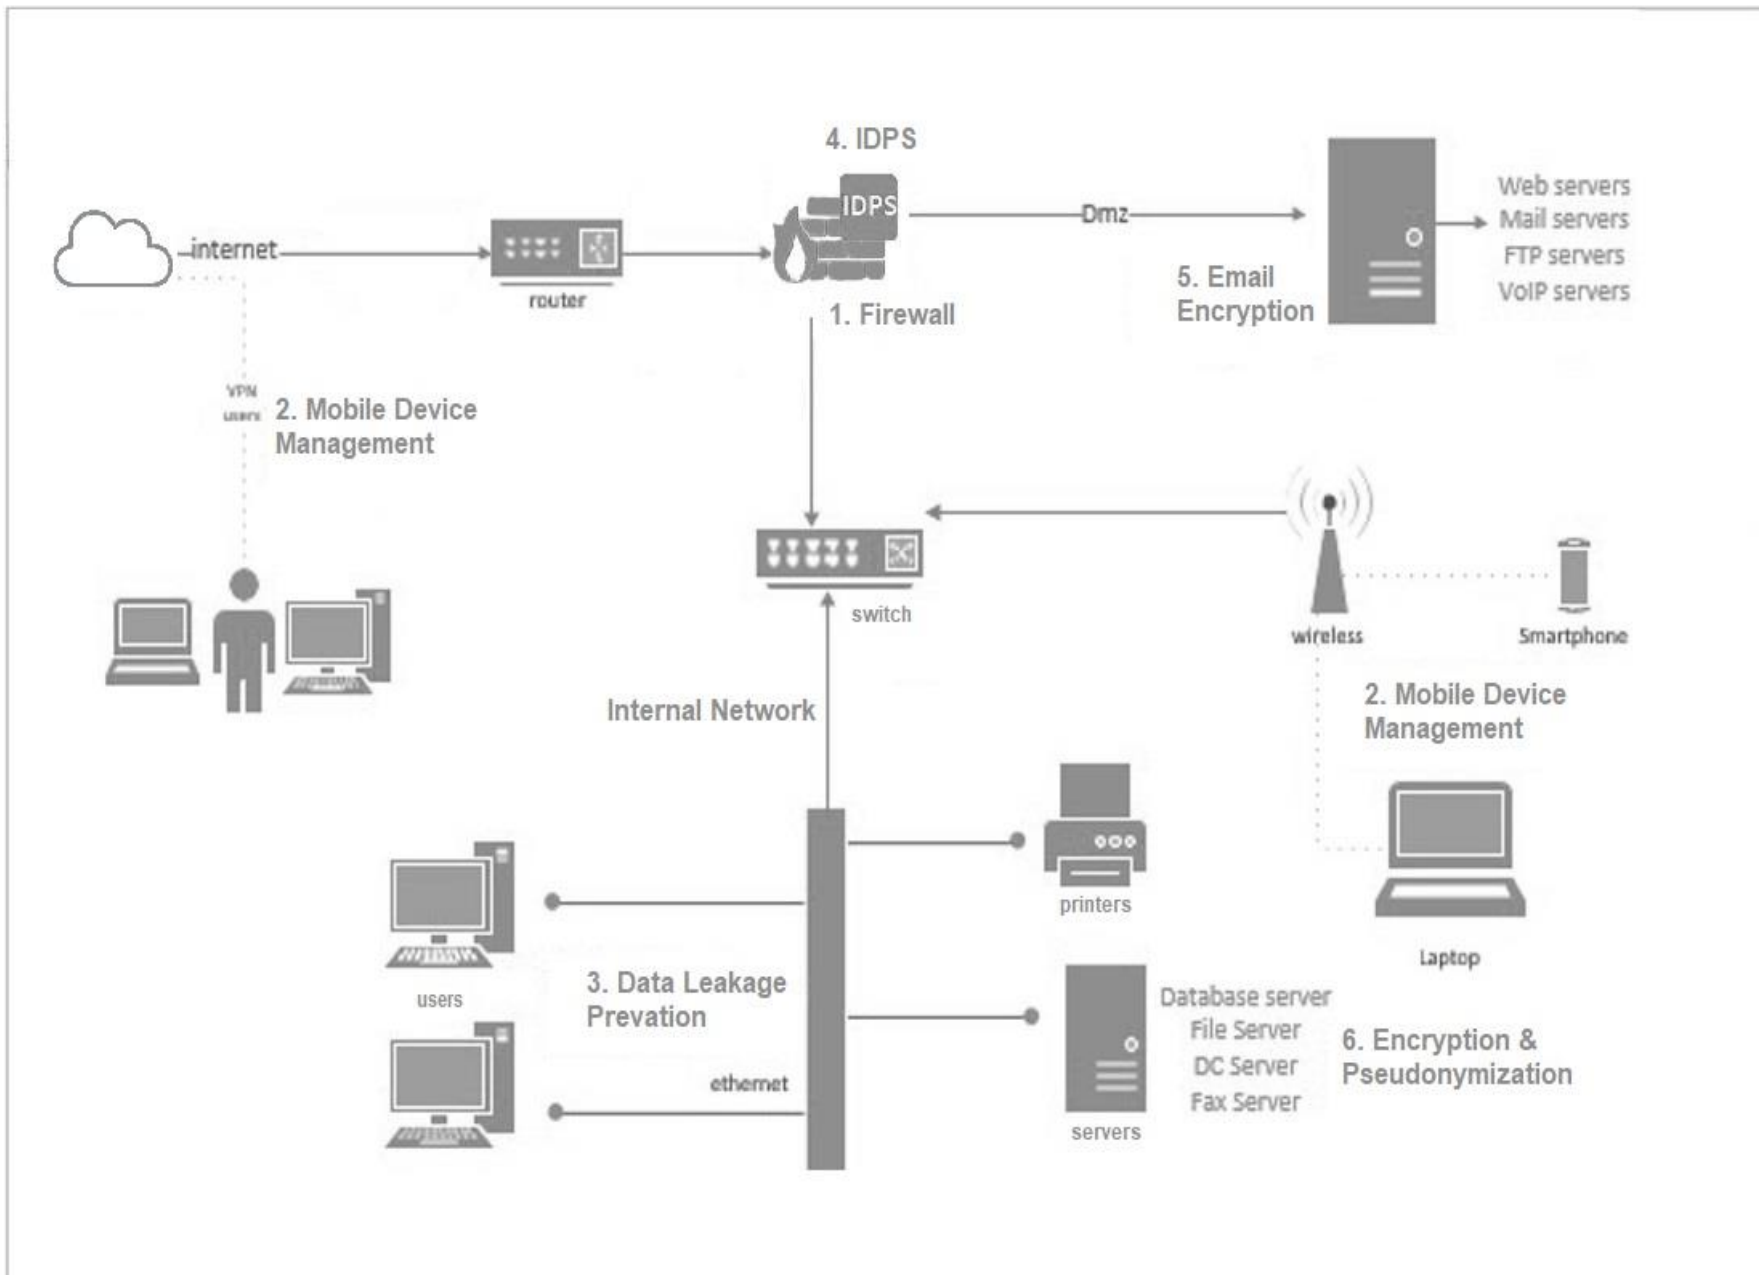 4. IDPS
IDPS
internet
router
1. Firewall
Dmz
5. Email
Encryption
Web servers
Mail servers
FTP servers
VoIP servers
VPN
users
2. Mobile Device
Management
switch
wireless
Smartphone
Internal Network
2. Mobile Device
Management
printers
Laptop
users
3. Data Leakage
Prevation
ethernet
Database server
File Server
DC Server
Fax Server
servers
6. Encryption &
Pseudonymization